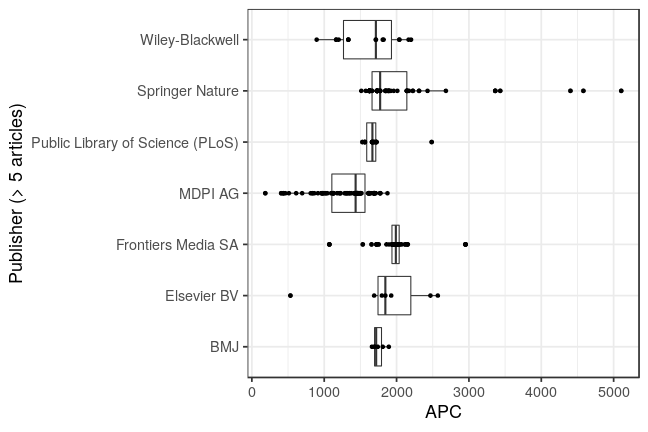 Publisher (> 5 articles)
Wiley-Blackwell
Springer Nature
Public Library of Science (PLoS)
MDPI AG
Frontiers Media SA
Elsevier BV
BMJ
0 1000 2000 3000 4000 5000
APC